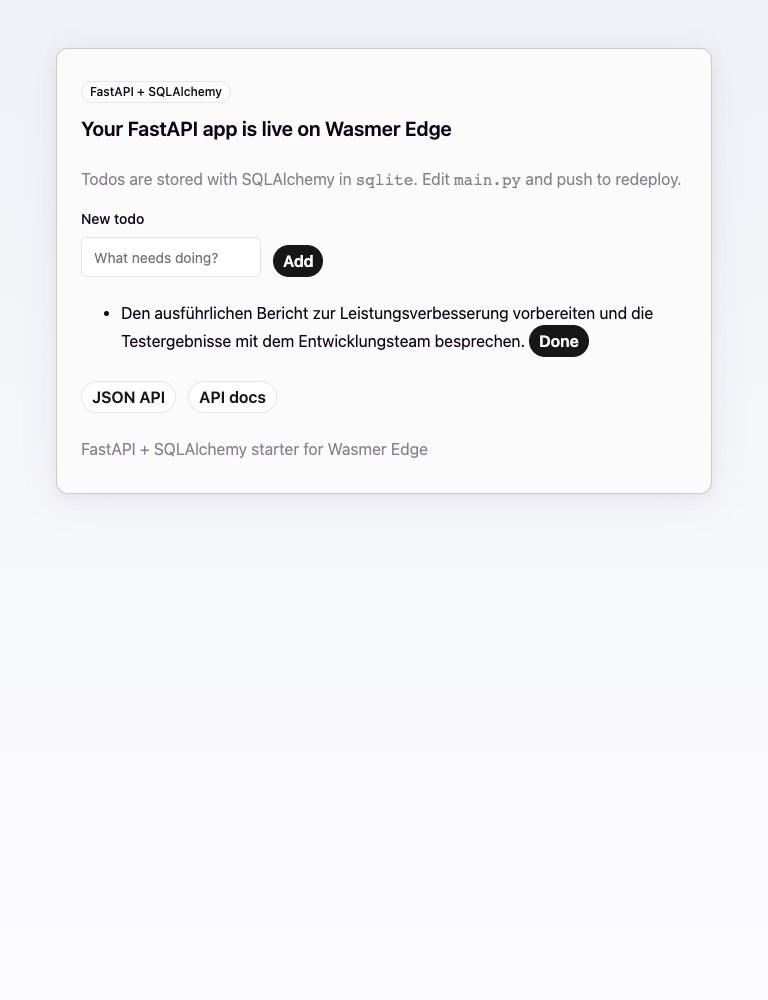 FastAPI + SQLAlchemy
Your FastAPI app is live on Wasmer Edge
Todos are stored with SQLAlchemy in sqlite. Edit main.py and push to redeploy.
New todo
What needs doing?
Add
Den ausführlichen Bericht zur Leistungsverbesserung vorbereiten und die
Testergebnisse mit dem Entwicklungsteam besprechen. Done
JSON API API docs
FastAPI + SQLAlchemy starter for Wasmer Edge